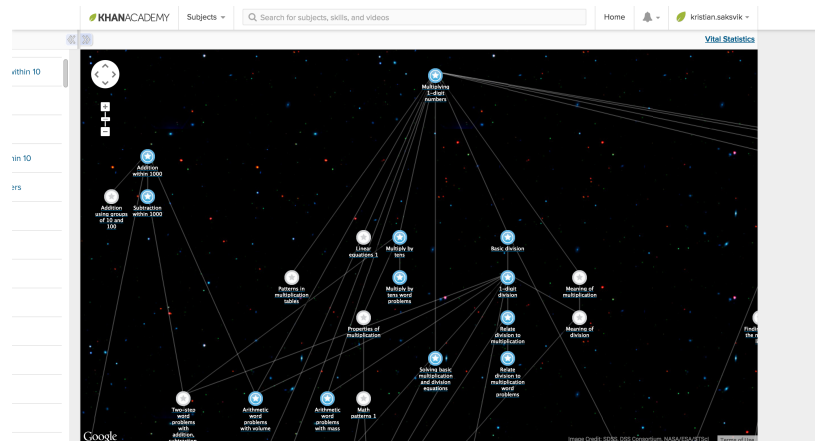 KHANACADEMY Subjects Search for subjects, skills, and videos Home kristian.saksvik
Vital Statistics
within 10
Multiplying
1-digit
numbers
in 10
ers
Addition
within 1000
Addition
using groups
of 10 and
100
Subtraction
within 1000
Linear
equations 1
Multiply by
tens
Basic division
Patterns in
multiplication
tables
Multiply by
tens word
problems
1-digit
division
Meaning of
multiplication
Properties of
multiplication
Relate
division to
multiplication
Meaning of
division
Findin
the n
Solving basic
multiplication
and division
equations
Relate
division to
multiplication
word
problems
Two-step
word
problems
with
addition,
subtraction
Arithmetic
word
problems
with volume
Arithmetic
word
problems
with mass
Math
patterns 1
Google
Image Credit: SDSS, DSS Consortium, NASA/ESA/STScI Terms of Use